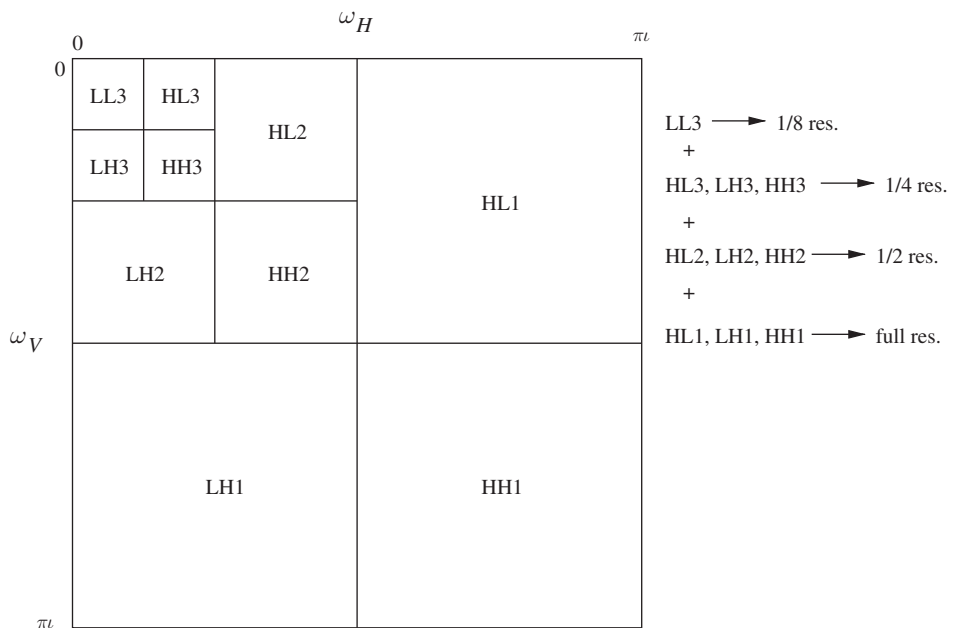 ω_H
0
πι
0
LL3
HL3
HL2
LH3
HH3
HL1
LH2
HH2
ω_V
LH1
HH1
πι
LL3 → 1/8 res.
+
HL3, LH3, HH3 → 1/4 res.
+
HL2, LH2, HH2 → 1/2 res.
+
HL1, LH1, HH1 → full res.